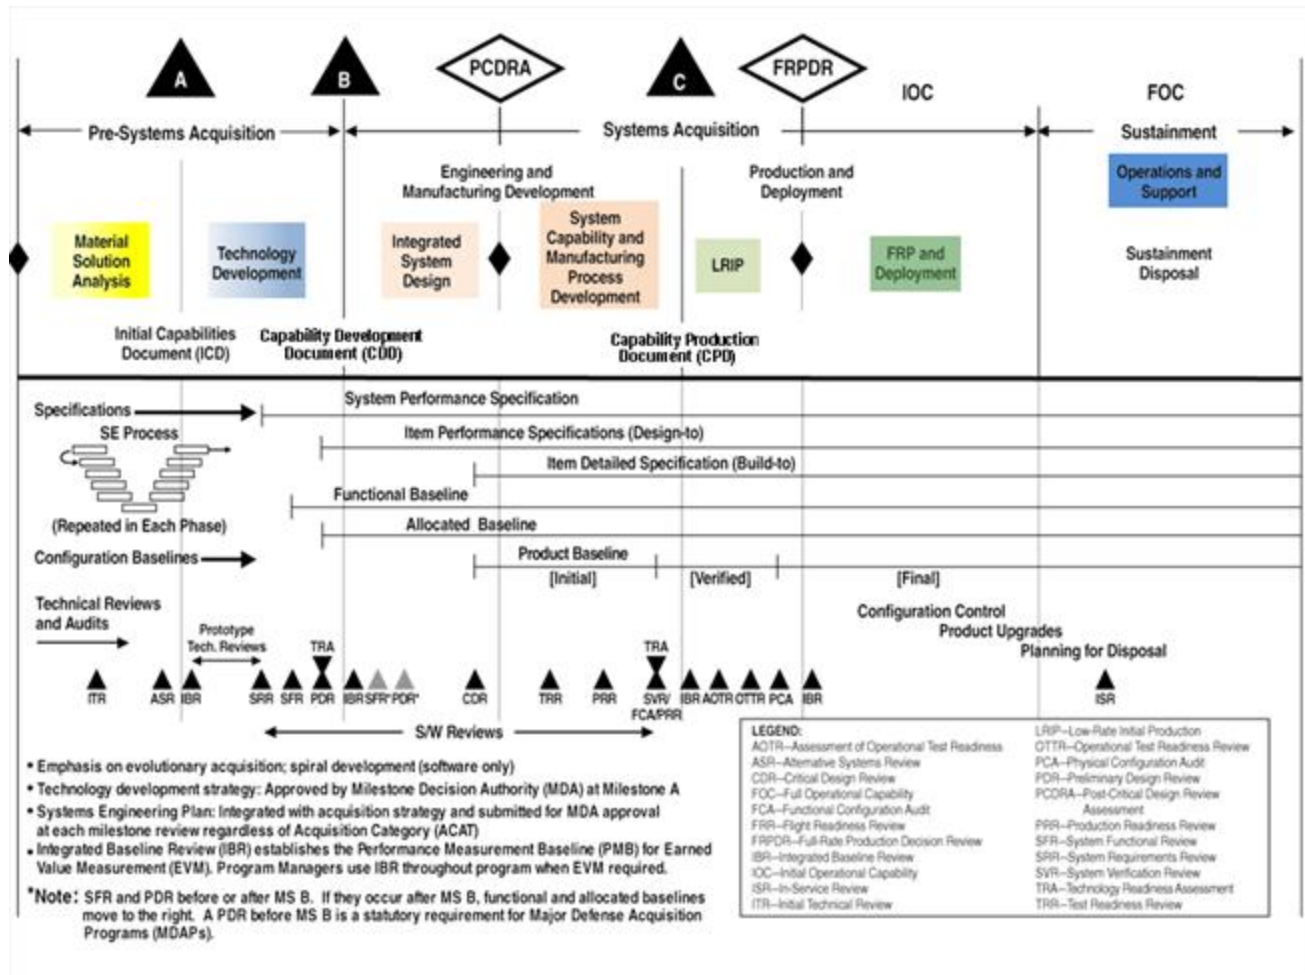 A
B
PCDRA
C
FRPDR
IOC
FOC
Pre-Systems Acquisition
Systems Acquisition
Sustainment
Engineering and
Manufacturing Development
Production and
Deployment
Operations and
Support
Material
Solution
Analysis
Technology
Development
Integrated
System
Design
System
Capability and
Manufacturing
Process
Development
LRIP
FRP and
Deployment
Sustainment
Disposal
Initial Capabilities
Document (ICD)
Capability Development
Document (CDD)
Capability Production
Document (CPD)
Specifications
System Performance Specification
SE Process
Item Performance Specifications (Design-to)
Item Detailed Specification (Build-to)
Functional Baseline
(Repeated in Each Phase)
Allocated Baseline
Configuration Baselines
Product Baseline
[Initial]
[Verified]
[Final]
Technical Reviews
and Audits
Configuration Control
Product Upgrades
Planning for Disposal
Prototype
Tech. Reviews
TRA
TRA
ITR
ASR
IBR
SRR
SFR
PDR
IBR
SFR*
PDR*
CDR
TRR
PRR
SVR/
FCA/PRR
IBR
AOTR
OTTR
PCA
IBR
ISR
S/W Reviews
• Emphasis on evolutionary acquisition; spiral development (software only)
• Technology development strategy: Approved by Milestone Decision Authority (MDA) at Milestone A
• Systems Engineering Plan: Integrated with acquisition strategy and submitted for MDA approval
at each milestone review regardless of Acquisition Category (ACAT)
• Integrated Baseline Review (IBR) establishes the Performance Measurement Baseline (PMB) for Earned
Value Measurement (EVM). Program Managers use IBR throughout program when EVM required.
*Note: SFR and PDR before or after MS B. If they occur after MS B, functional and allocated baselines
move to the right. A PDR before MS B is a statutory requirement for Major Defense Acquisition
Programs (MDAPs).
LEGEND:
AOTR–Assessment of Operational Test Readiness
ASR–Alternative Systems Review
CDR–Critical Design Review
FOC–Full Operational Capability
FCA–Functional Configuration Audit
FRR–Flight Readiness Review
FRPDR–Full-Rate Production Decision Review
IBR–Integrated Baseline Review
IOC–Initial Operational Capability
ISR–In-Service Review
ITR–Initial Technical Review
LRIP–Low-Rate Initial Production
OTTR–Operational Test Readiness Review
PCA–Physical Configuration Audit
PDR–Preliminary Design Review
PCDRA–Post-Critical Design Review
Assessment
PRR–Production Readiness Review
SFR–System Functional Review
SRR–System Requirements Review
SVR–System Verification Review
TRA–Technology Readiness Assessment
TRR–Test Readiness Review